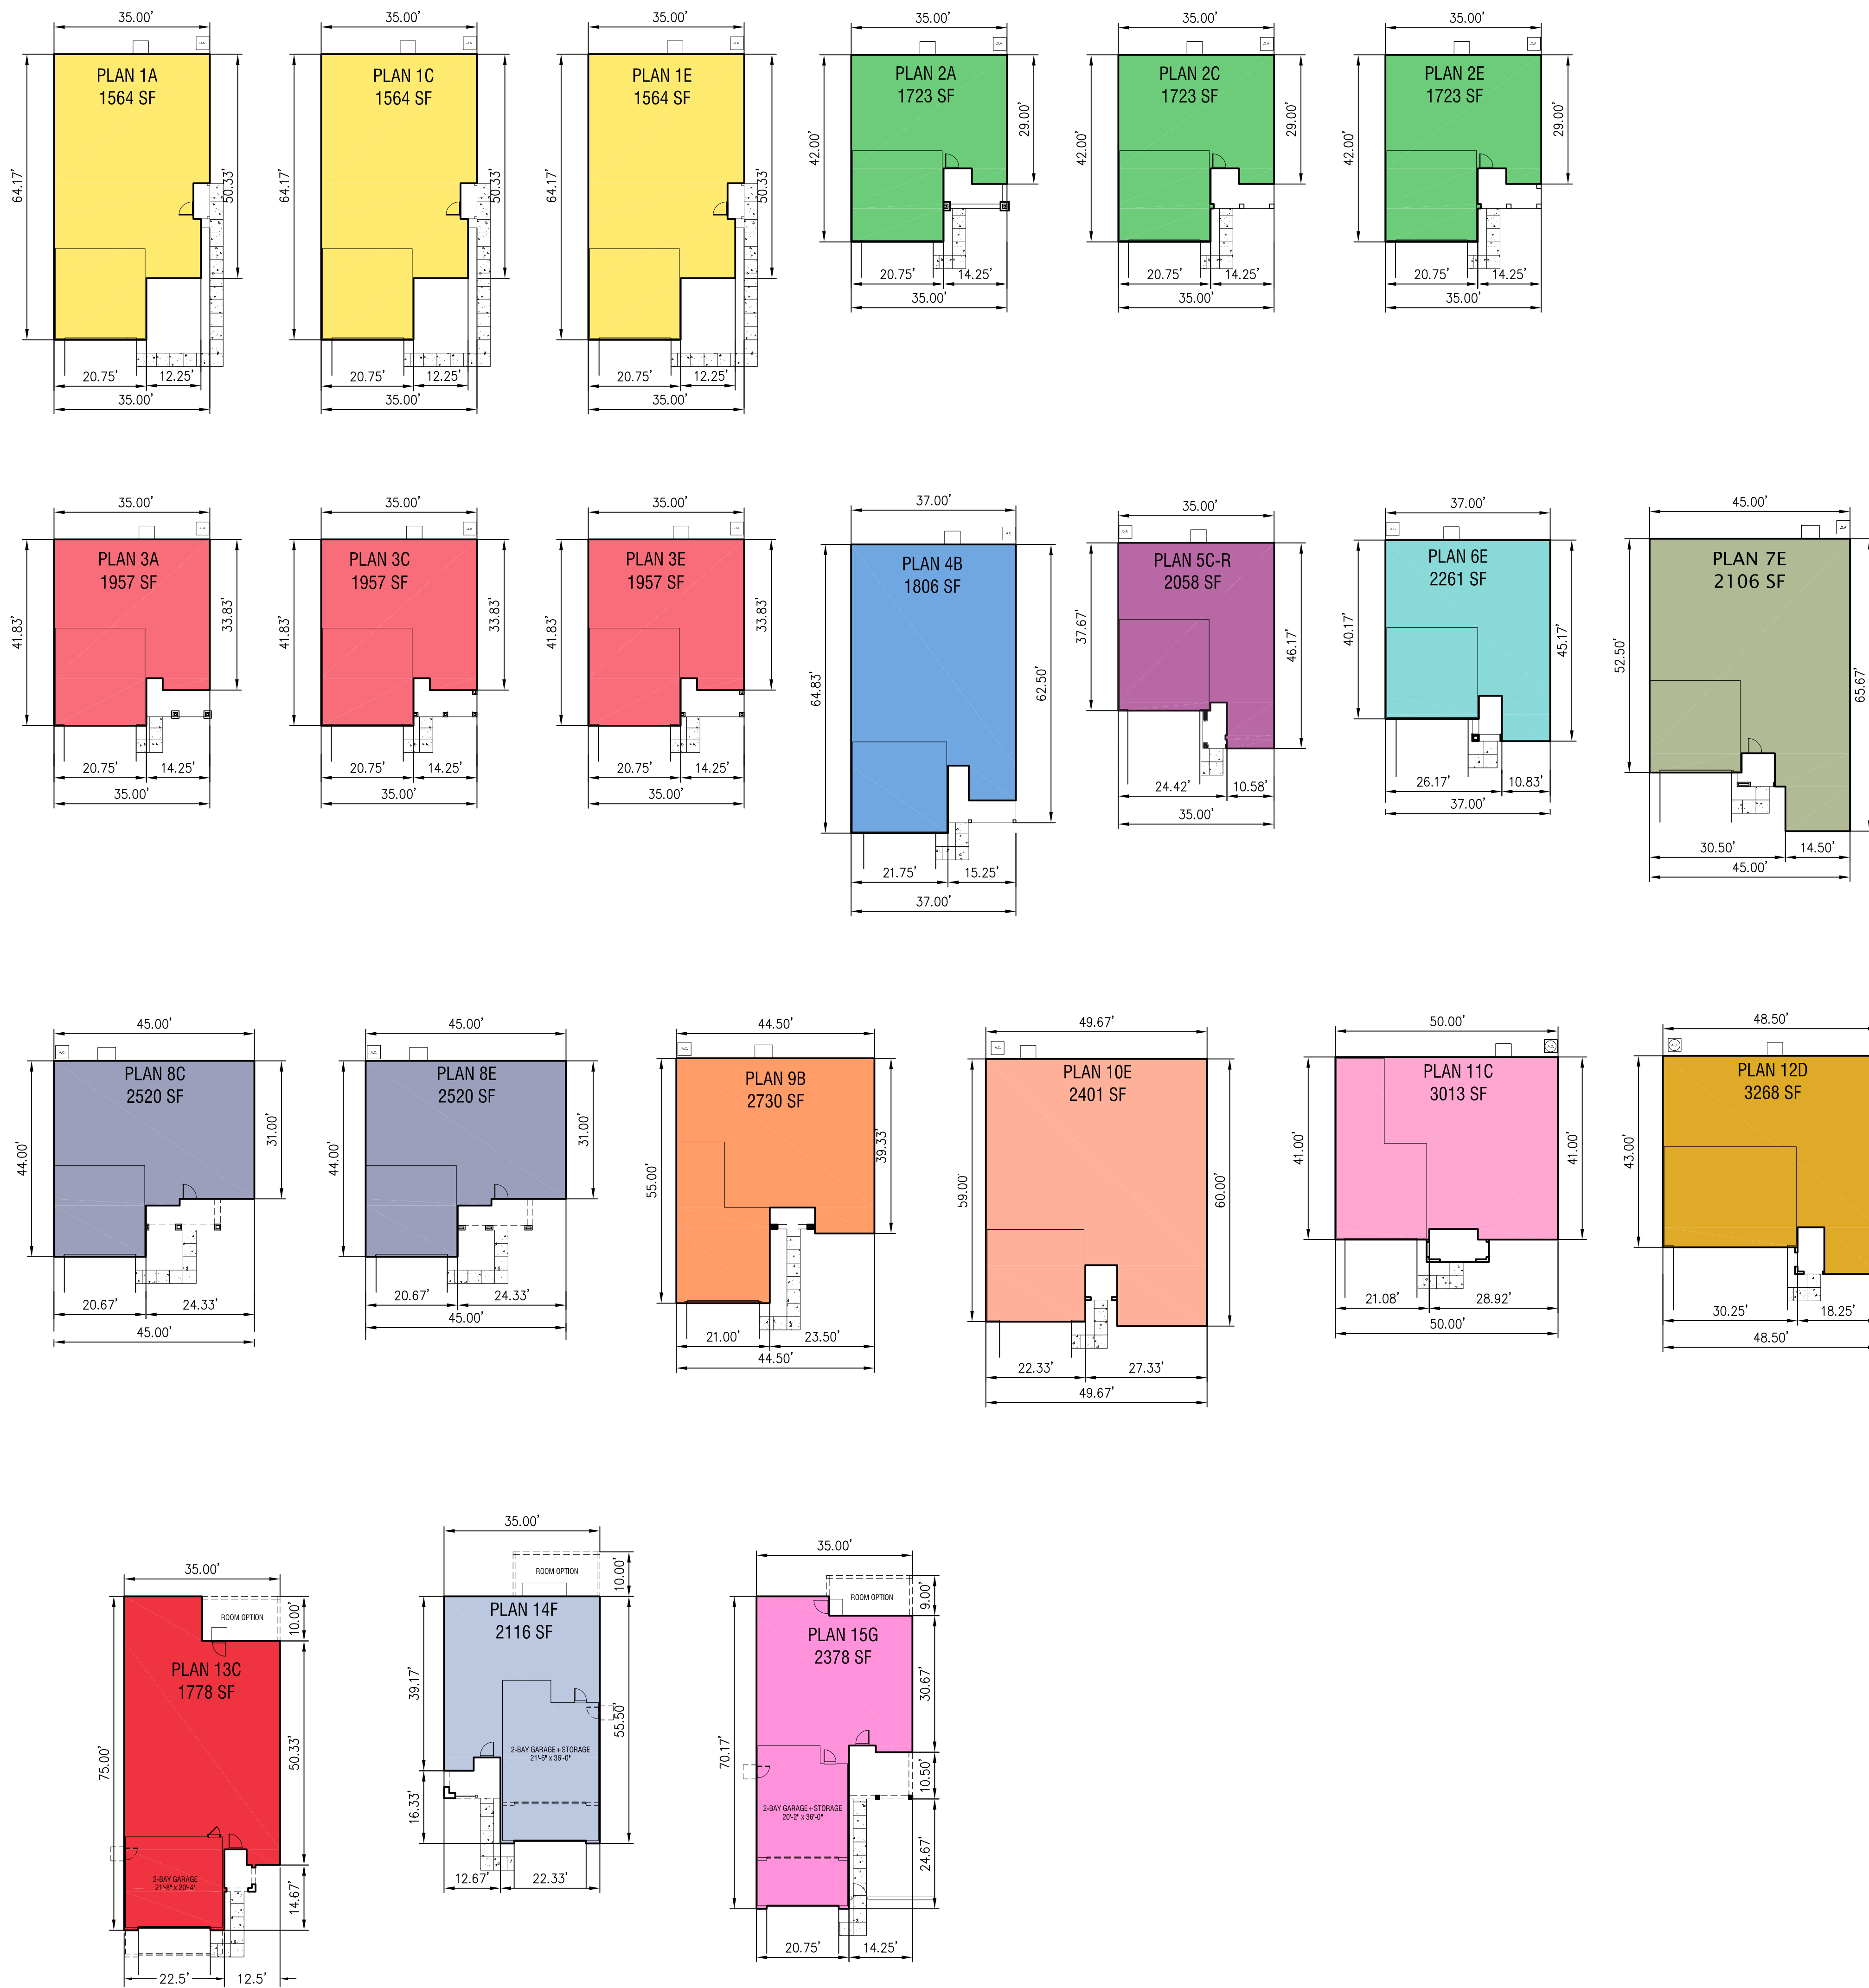 35.00'
PLAN 1A
1564 SF
64.17'
50.33'
20.75'
12.25'
35.00'
35.00'
PLAN 1C
1564 SF
64.17'
50.33'
20.75'
12.25'
35.00'
35.00'
PLAN 1E
1564 SF
64.17'
50.33'
20.75'
12.25'
35.00'
35.00'
PLAN 2A
1723 SF
42.00'
29.00'
20.75'
14.25'
35.00'
35.00'
PLAN 2C
1723 SF
42.00'
29.00'
20.75'
14.25'
35.00'
35.00'
PLAN 2E
1723 SF
42.00'
29.00'
20.75'
14.25'
35.00'
35.00'
PLAN 3A
1957 SF
41.83'
33.83'
20.75'
14.25'
35.00'
35.00'
PLAN 3C
1957 SF
41.83'
33.83'
20.75'
14.25'
35.00'
35.00'
PLAN 3E
1957 SF
41.83'
33.83'
20.75'
14.25'
35.00'
37.00'
A.C.
PLAN 4B
1806 SF
64.83'
62.50'
21.75'
15.25'
37.00'
35.00'
PLAN 5C-R
2058 SF
37.67'
46.17'
24.42'
10.58'
35.00'
37.00'
A.C.
PLAN 6E
2261 SF
40.17'
45.17'
26.17'
10.83'
37.00'
45.00'
PLAN 7E
2106 SF
52.50'
65.67'
30.50'
14.50'
45.00'
45.00'
A.C.
PLAN 8C
2520 SF
44.00'
31.00'
20.67'
24.33'
45.00'
45.00'
A.C.
PLAN 8E
2520 SF
44.00'
31.00'
20.67'
24.33'
45.00'
44.50'
A.C.
PLAN 9B
2730 SF
55.00'
39.33'
21.00'
23.50'
44.50'
49.67'
A.C.
PLAN 10E
2401 SF
59.00'
60.00'
22.33'
27.33'
49.67'
50.00'
A.C.
PLAN 11C
3013 SF
41.00'
41.00'
21.08'
28.92'
50.00'
48.50'
A.C.
PLAN 12D
3268 SF
43.00'
30.25'
18.25'
48.50'
35.00'
ROOM OPTION
10.00'
PLAN 13C
1778 SF
75.00'
50.33'
2-BAY GARAGE
21'-8" x 20'-4"
14.67'
22.5'
12.5'
35.00'
ROOM OPTION
10.00'
PLAN 14F
2116 SF
39.17'
55.50'
2-BAY GARAGE+STORAGE
21'-6" x 36'-0"
16.33'
12.67'
22.33'
35.00'
ROOM OPTION
9.00'
PLAN 15G
2378 SF
30.67'
70.17'
10.50'
2-BAY GARAGE+STORAGE
20'-2" x 36'-0"
24.67'
20.75'
14.25'